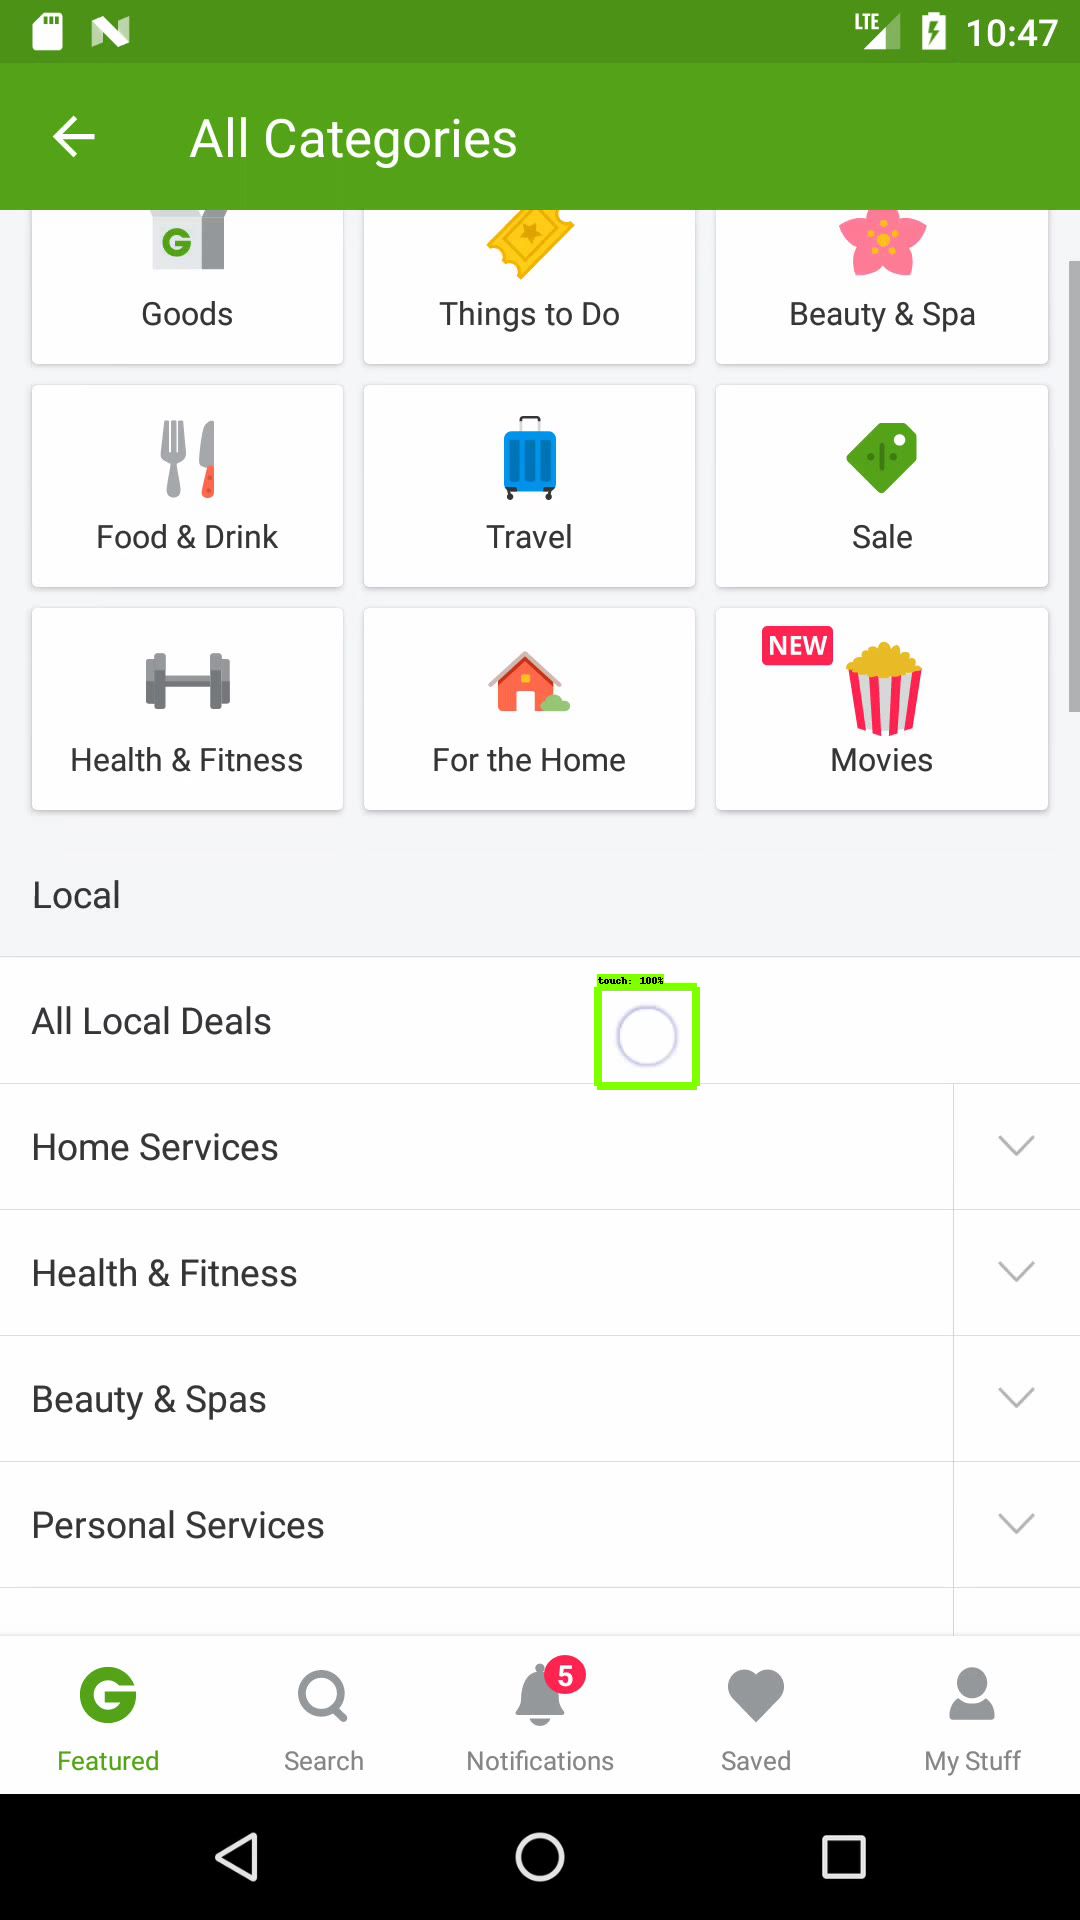 LTE 10:47
All Categories
Goods
Things to Do
Beauty & Spa
Food & Drink
Travel
Sale
Health & Fitness
For the Home
NEW
Movies
Local
touch: 100%
All Local Deals
Home Services
Health & Fitness
Beauty & Spas
Personal Services
5
Featured
Search
Notifications
Saved
My Stuff